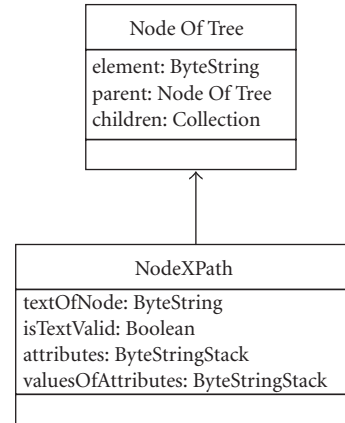 Node Of Tree
element: ByteString
parent: Node Of Tree
children: Collection
NodeXPath
textOfNode: ByteString
isTextValid: Boolean
attributes: ByteStringStack
valuesOfAttributes: ByteStringStack